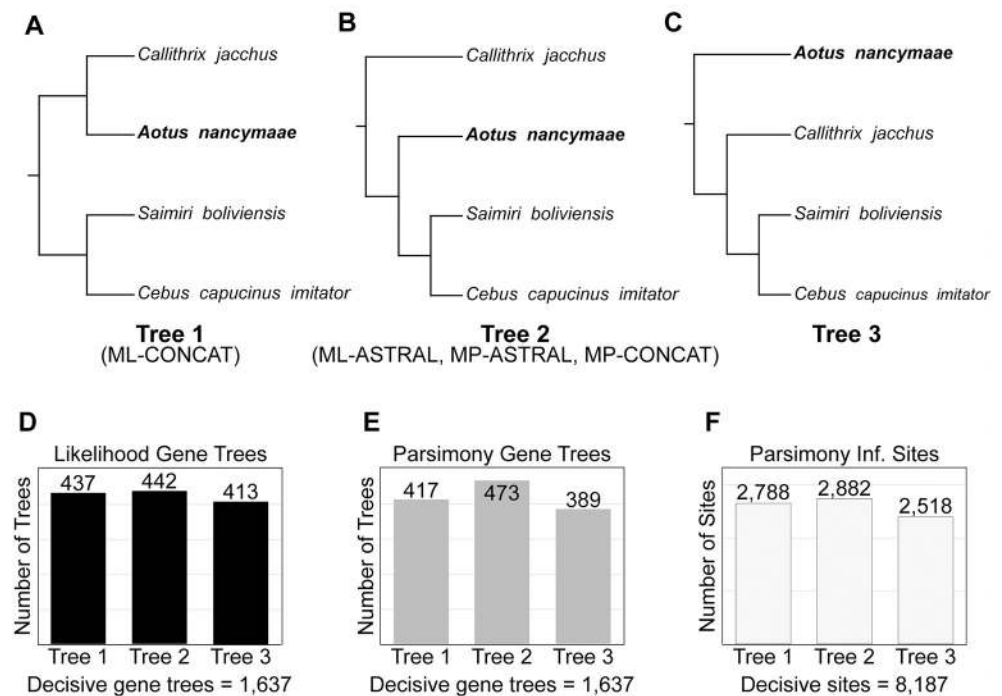 A
Callithrix jacchus
Aotus nancymaae
Saimiri boliviensis
Cebus capucinus imitator
Tree 1
(ML-CONCAT)
B
Callithrix jacchus
Aotus nancymaae
Saimiri boliviensis
Cebus capucinus imitator
Tree 2
(ML-ASTRAL, MP-ASTRAL, MP-CONCAT)
C
Aotus nancymaae
Callithrix jacchus
Saimiri boliviensis
Cebus capucinus imitator
Tree 3
D
Likelihood Gene Trees
Number of Trees
437 442 413
Tree 1 Tree 2 Tree 3
Decisive gene trees = 1,637
E
Parsimony Gene Trees
Number of Trees
417 473 389
Tree 1 Tree 2 Tree 3
Decisive gene trees = 1,637
F
Parsimony Inf. Sites
Number of Sites
2,788 2,882 2,518
Tree 1 Tree 2 Tree 3
Decisive sites = 8,187